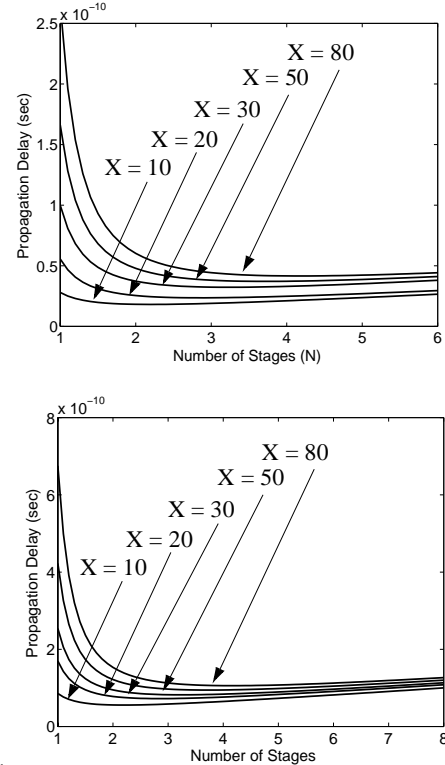 x 10⁻¹⁰
2.5
2
1.5
1
0.5
0
Propagation Delay (sec)
X = 80
X = 50
X = 30
X = 20
X = 10
1 2 3 4 5 6
Number of Stages (N)
x 10⁻¹⁰
8
6
4
2
0
Propagation Delay (sec)
X = 80
X = 50
X = 30
X = 20
X = 10
1 2 3 4 5 6 7 8
Number of Stages